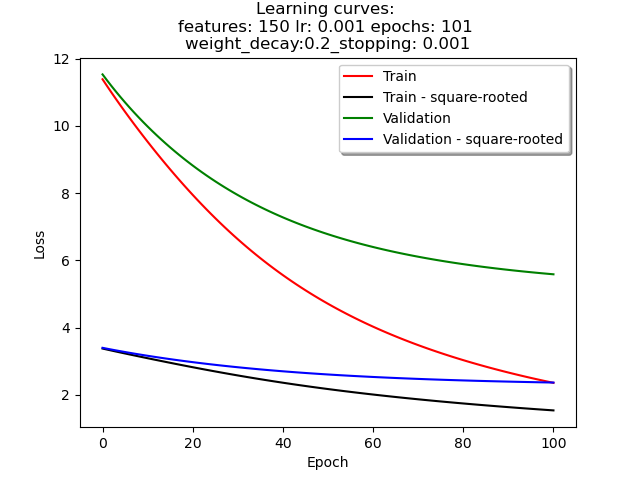 Learning curves:
features: 150 lr: 0.001 epochs: 101
weight_decay:0.2_stopping: 0.001
12
10
8
6
4
2
Loss
Train
Train - square-rooted
Validation
Validation - square-rooted
0
20
40
60
80
100
Epoch